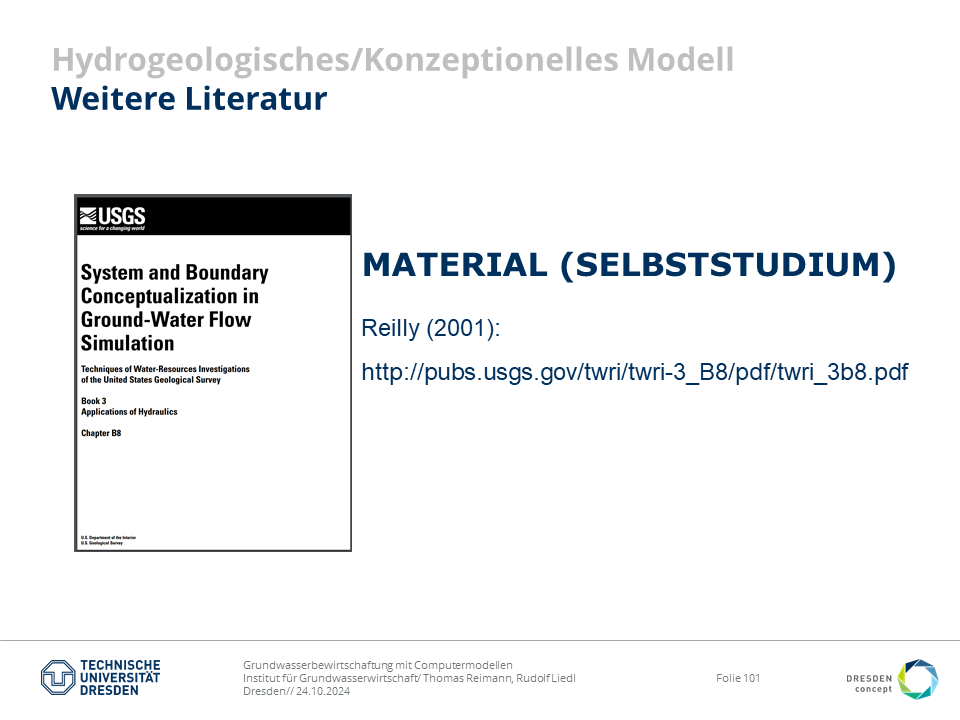 Hydrogeologisches/Konzeptionelles Modell
Weitere Literatur
USGS
science for a changing world
System and Boundary
Conceptualization in
Ground-Water Flow
Simulation
Techniques of Water-Resources Investigations
of the United States Geological Survey
Book 3
Applications of Hydraulics
Chapter B8
U.S. Department of the Interior
U.S. Geological Survey
MATERIAL (SELBSTSTUDIUM)
Reilly (2001):
http://pubs.usgs.gov/twri/twri-3_B8/pdf/twri_3b8.pdf
TECHNISCHE
UNIVERSITÄT
DRESDEN
Grundwasserbewirtschaftung mit Computermodellen
Institut für Grundwasserwirtschaft/ Thomas Reimann, Rudolf Liedl
Dresden// 24.10.2024
Folie 101
DRESDEN
concept